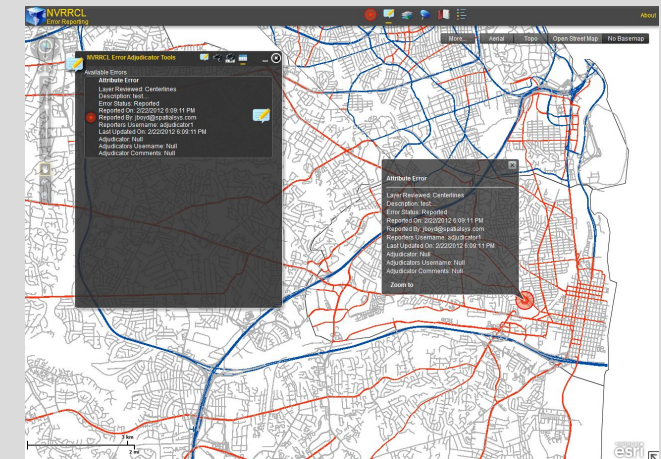 NVRRCL
Error Reporting
About
More...
Aerial
Topo
Open Street Map
No Basemap
NVRRCL Error Adjudicator Tools
Available Errors
Attribute Error
Layer Reviewed: Centerlines
Description: test...
Error Status: Reported
Reported On: 2/22/2012 6:09:11 PM
Reported By: jboyd@spatialsys.com
Reporters Username: adjudicator1
Last Updated On: 2/22/2012 6:09:11 PM
Adjudicator: Null
Adjudicators Username: Null
Adjudicator Comments: Null
Attribute Error
Layer Reviewed: Centerlines
Description: test
Error Status: Reported
Reported On: 2/22/2012 6:09:11 PM
Reported By: jboyd@spatialsys.com
Reporters Username: adjudicator1
Last Updated On: 2/22/2012 6:09:11 PM
Adjudicator: Null
Adjudicators Username: Null
Adjudicator Comments: Null
Zoom to
3 km
2 mi
esri